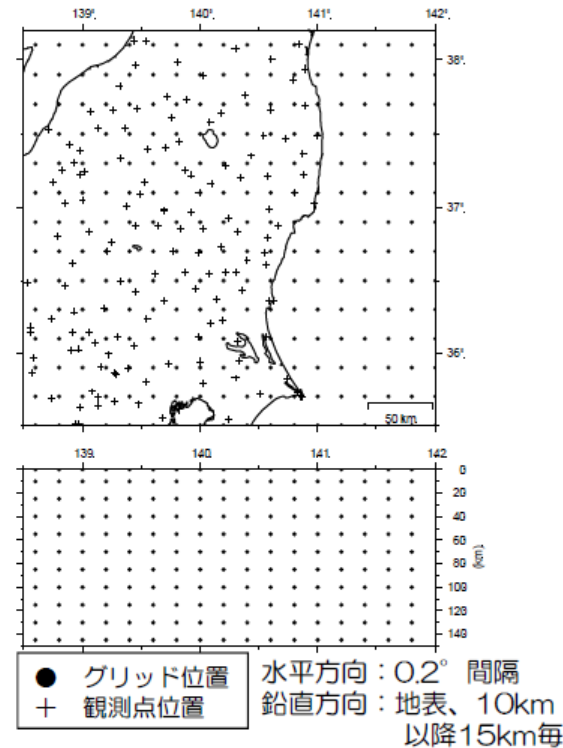 139°. 140°. 141°. 142°.
38°.
37°.
36°.
50 km.
139. 140. 141. 142
0
20
40
60
80
100
120
140
(km)
● グリッド位置
+ 観測点位置
水平方向：0.2° 間隔
鉛直方向：地表、10km
以降15km毎